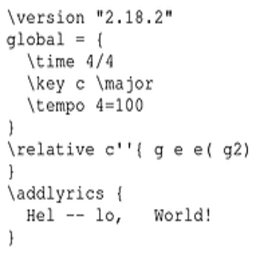 \version "2.18.2"
global = {
  \time 4/4
  \key c \major
  \tempo 4=100
}
\relative c''{ g e e( g2)
}
\addlyrics {
  Hel -- lo,   World!
}